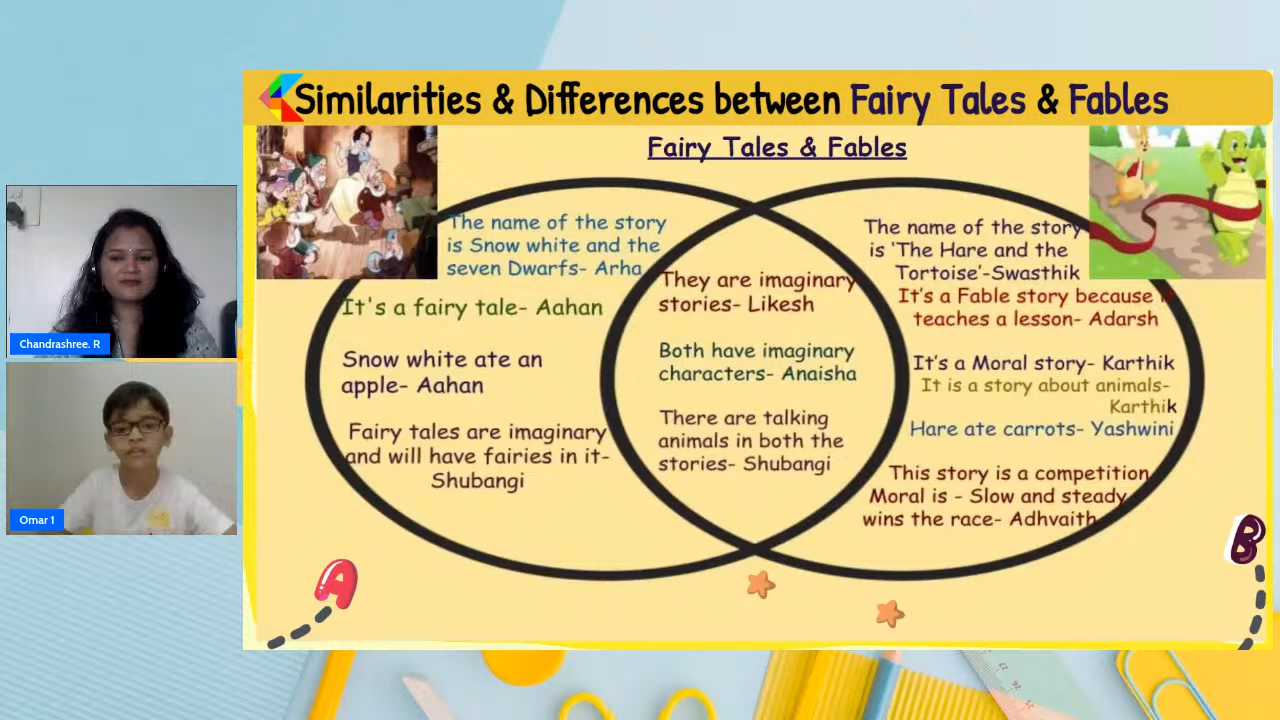 Similarities & Differences between Fairy Tales & Fables
Fairy Tales & Fables
The name of the story
is Snow white and the
seven Dwarfs- Arha
It's a fairy tale- Aahan
Snow white ate an
apple- Aahan
Fairy tales are imaginary
and will have fairies in it-
Shubangi
They are imaginary
stories- Likesh
Both have imaginary
characters- Anaisha
There are talking
animals in both the
stories- Shubangi
The name of the story
is 'The Hare and the
Tortoise'-Swasthik
It's a Fable story because it
teaches a lesson- Adarsh
It's a Moral story- Karthik
It is a story about animals-
Karthik
Hare ate carrots- Yashwini
This story is a competition
Moral is - Slow and steady
wins the race- Adhvaith
Chandrashree. R
Omar 1
A
B